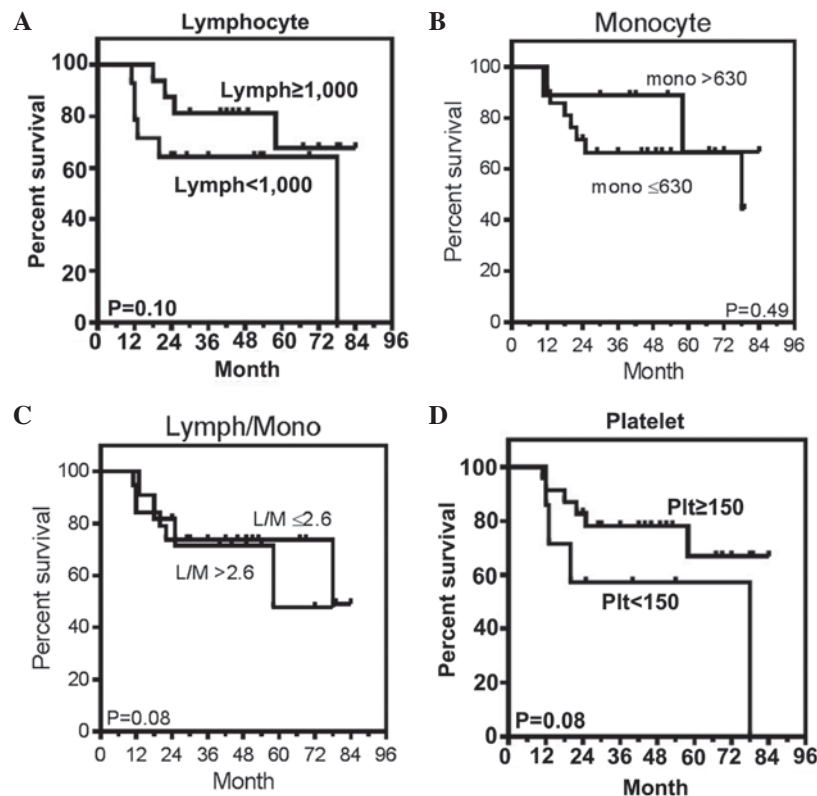 A
Lymphocyte
Percent survival
100
80
60
40
20
0
Lymph≥1,000
Lymph<1,000
P=0.10
0 12 24 36 48 60 72 84 96
Month
B
Monocyte
Percent survival
100
80
60
40
20
0
mono >630
mono ≤630
P=0.49
0 12 24 36 48 60 72 84 96
Month
C
Lymph/Mono
Percent survival
100
80
60
40
20
0
L/M ≤2.6
L/M >2.6
P=0.08
0 12 24 36 48 60 72 84 96
Month
D
Platelet
Percent survival
100
80
60
40
20
0
Plt≥150
Plt<150
P=0.08
0 12 24 36 48 60 72 84 96
Month